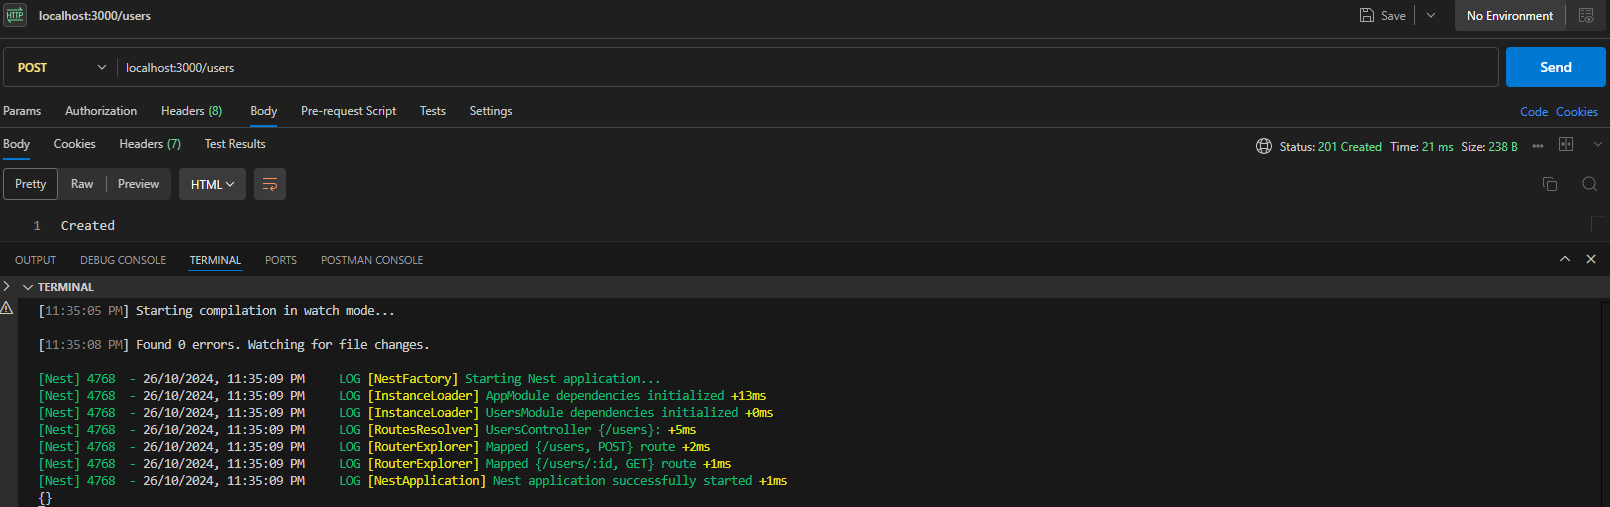 HTTP localhost:3000/users Save No Environment
POST localhost:3000/users Send
Params Authorization Headers (8) Body Pre-request Script Tests Settings Code Cookies
Body Cookies Headers (7) Test Results Status: 201 Created Time: 21 ms Size: 238 B
Pretty Raw Preview HTML
1 Created
OUTPUT DEBUG CONSOLE TERMINAL PORTS POSTMAN CONSOLE
TERMINAL
[11:35:05 PM] Starting compilation in watch mode...
[11:35:08 PM] Found 0 errors. Watching for file changes.
[Nest] 4768 - 26/10/2024, 11:35:09 PM LOG [NestFactory] Starting Nest application...
[Nest] 4768 - 26/10/2024, 11:35:09 PM LOG [InstanceLoader] AppModule dependencies initialized +13ms
[Nest] 4768 - 26/10/2024, 11:35:09 PM LOG [InstanceLoader] UsersModule dependencies initialized +0ms
[Nest] 4768 - 26/10/2024, 11:35:09 PM LOG [RoutesResolver] UsersController {/users}: +5ms
[Nest] 4768 - 26/10/2024, 11:35:09 PM LOG [RouterExplorer] Mapped {/users, POST} route +2ms
[Nest] 4768 - 26/10/2024, 11:35:09 PM LOG [RouterExplorer] Mapped {/users/:id, GET} route +1ms
[Nest] 4768 - 26/10/2024, 11:35:09 PM LOG [NestApplication] Nest application successfully started +1ms
{}